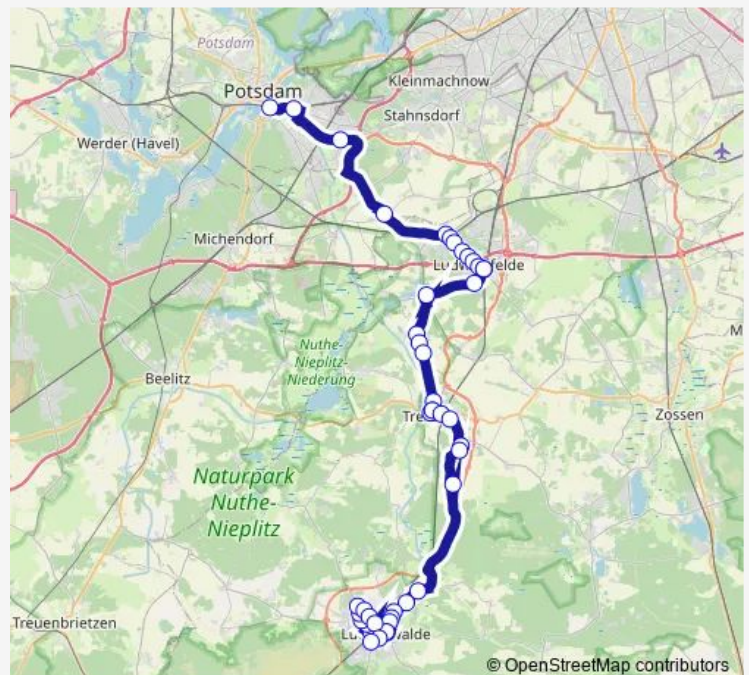 Potsdam
Potsdam
Kleinmachnow
Stahnsdorf
Werder (Havel)
Michendorf
Nuthe-
Nieplitz-
Niederung
Beelitz
Zossen
Naturpark
Nuthe-
Nieplitz
Treuenbrietzen
© OpenStreetMap contributors